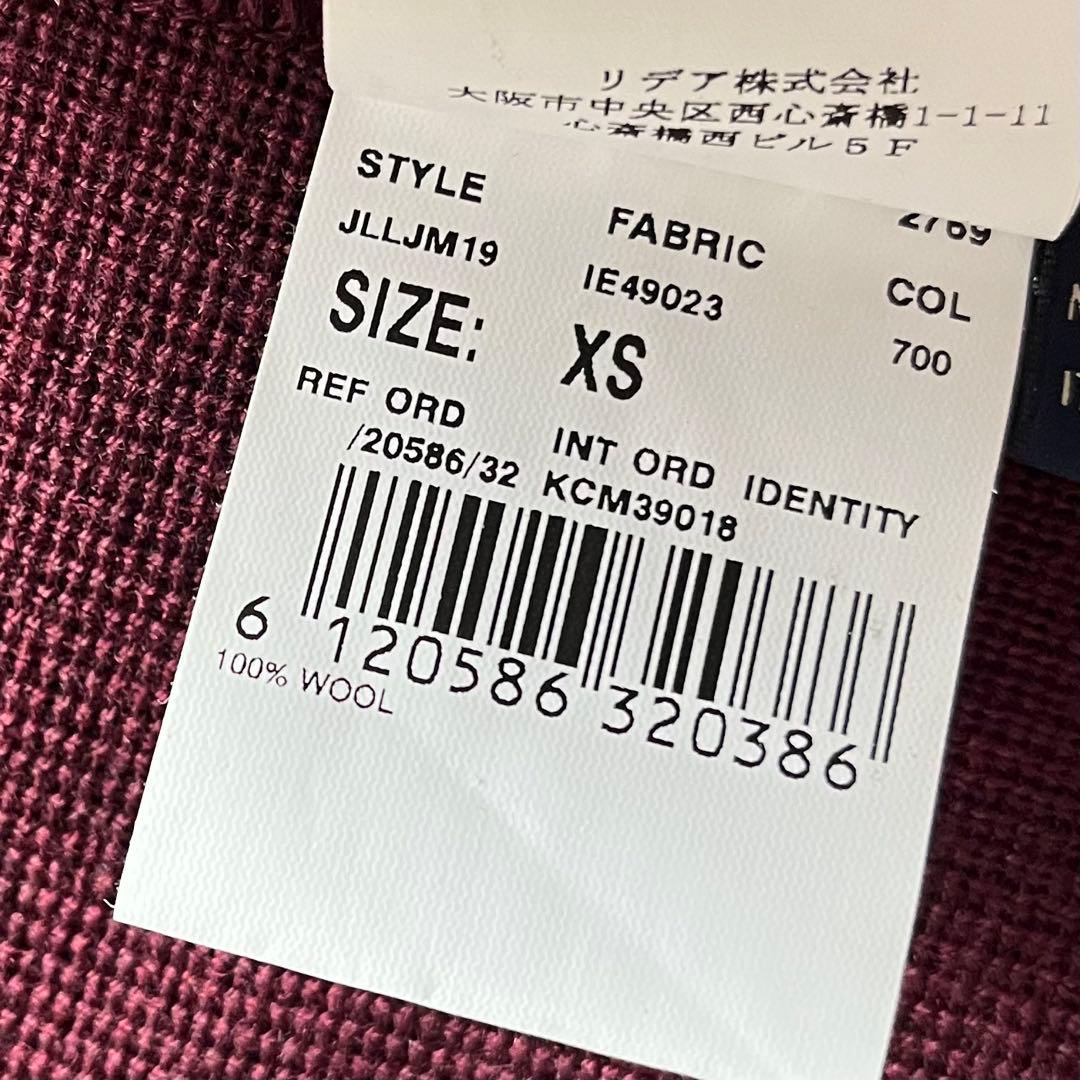 リデア株式会社
大阪市中央区西心斎橋1-1-11
心斎橋西ビル5F
2769
STYLE FABRIC COL
JLLJM19 IE49023 700
SIZE: XS
REF ORD INT ORD IDENTITY
/20586/32 KCM39018
6 120586 320386
100% WOOL